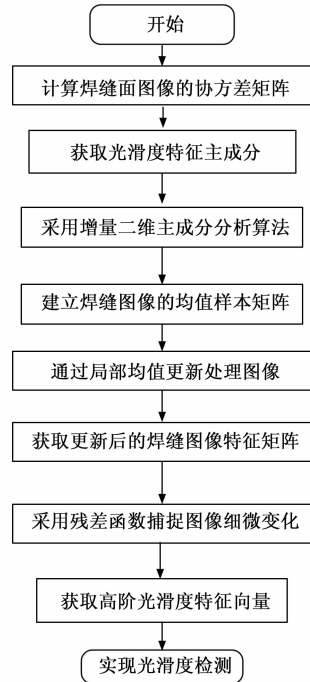 开始
计算焊缝面图像的协方差矩阵
获取光滑度特征主成分
采用增量二维主成分分析算法
建立焊缝图像的均值样本矩阵
通过局部均值更新处理图像
获取更新后的焊缝图像特征矩阵
采用残差函数捕捉图像细微变化
获取高阶光滑度特征向量
实现光滑度检测